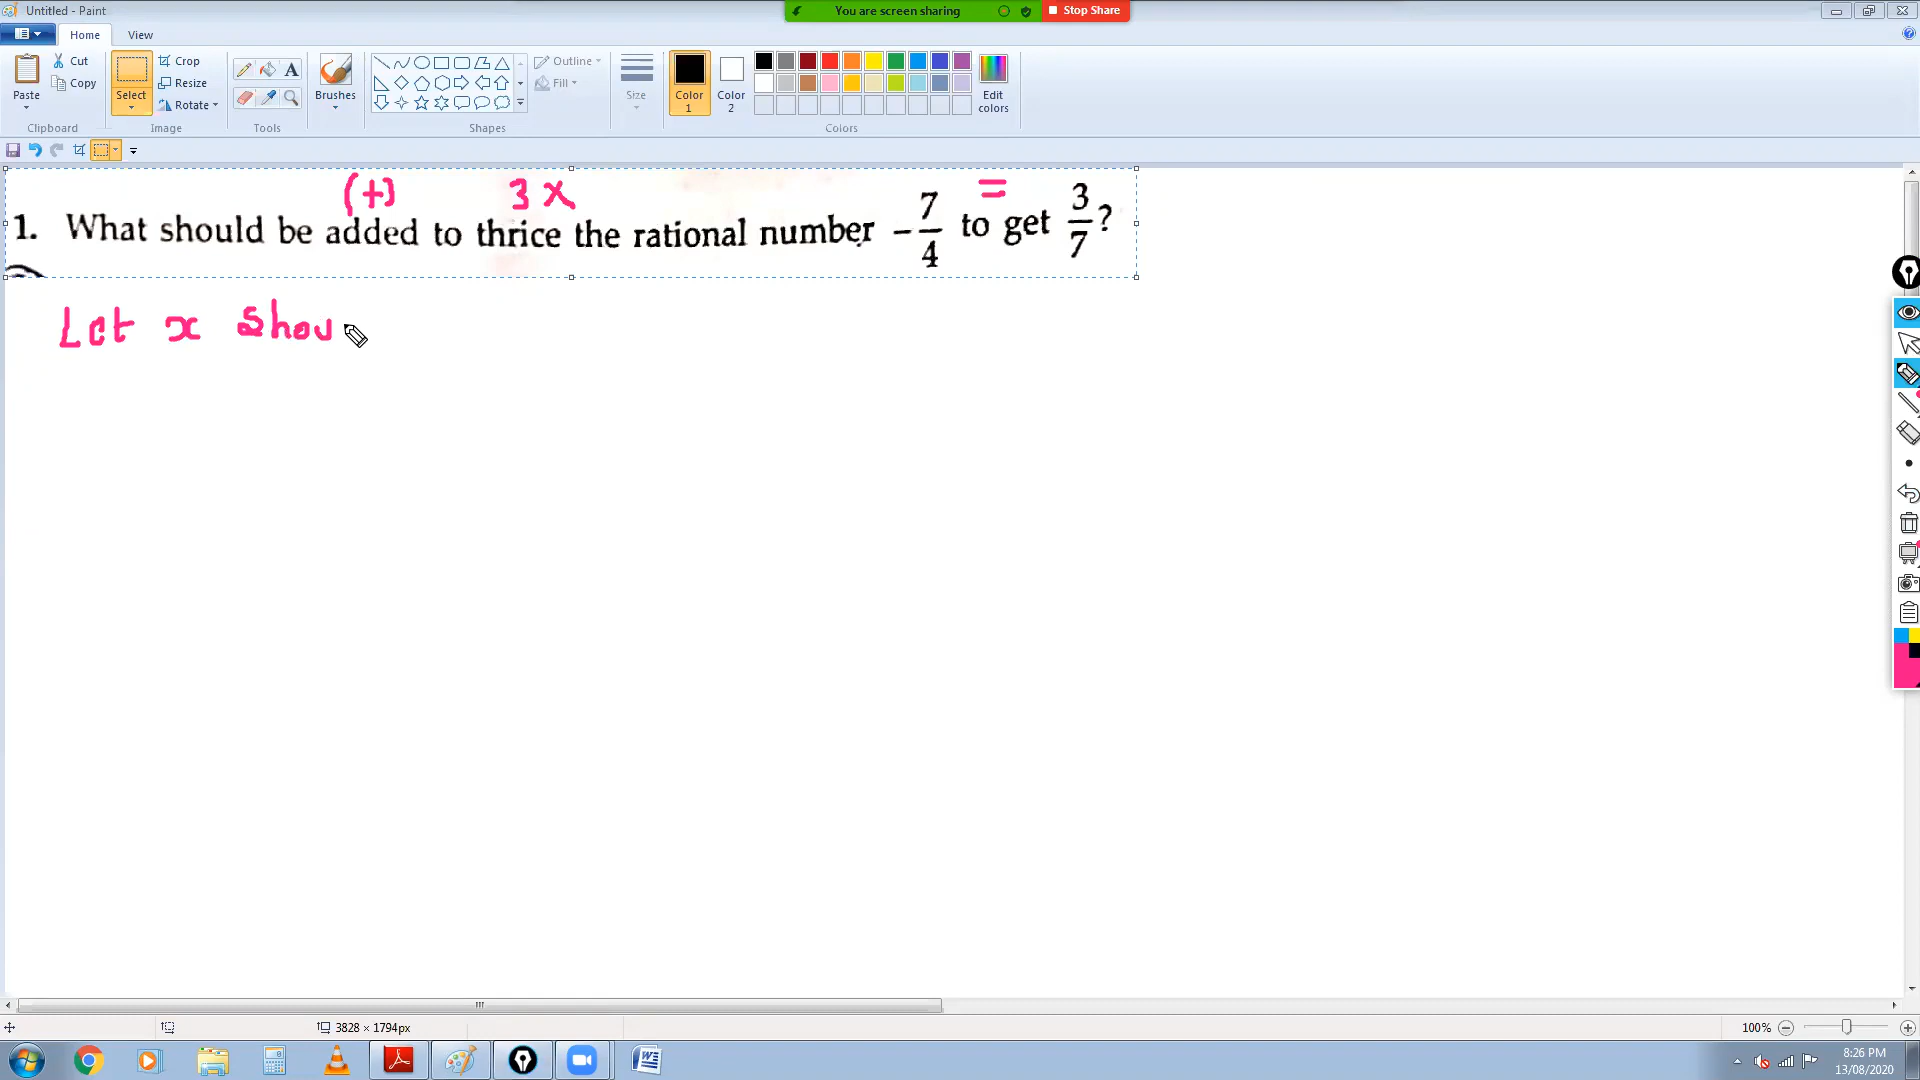 Untitled - Paint
You are screen sharing
Stop Share
Home
View
Paste
Cut
Copy
Clipboard
Select
Crop
Resize
Rotate
Image
A
Tools
Brushes
Shapes
Outline
Fill
Size
Color 1
Color 2
Edit colors
Colors
(+) 3 × =
1. What should be added to thrice the rational number -7/4 to get 3/7?
Let x shou
3828 × 1794px
100%
8:26 PM
13/08/2020